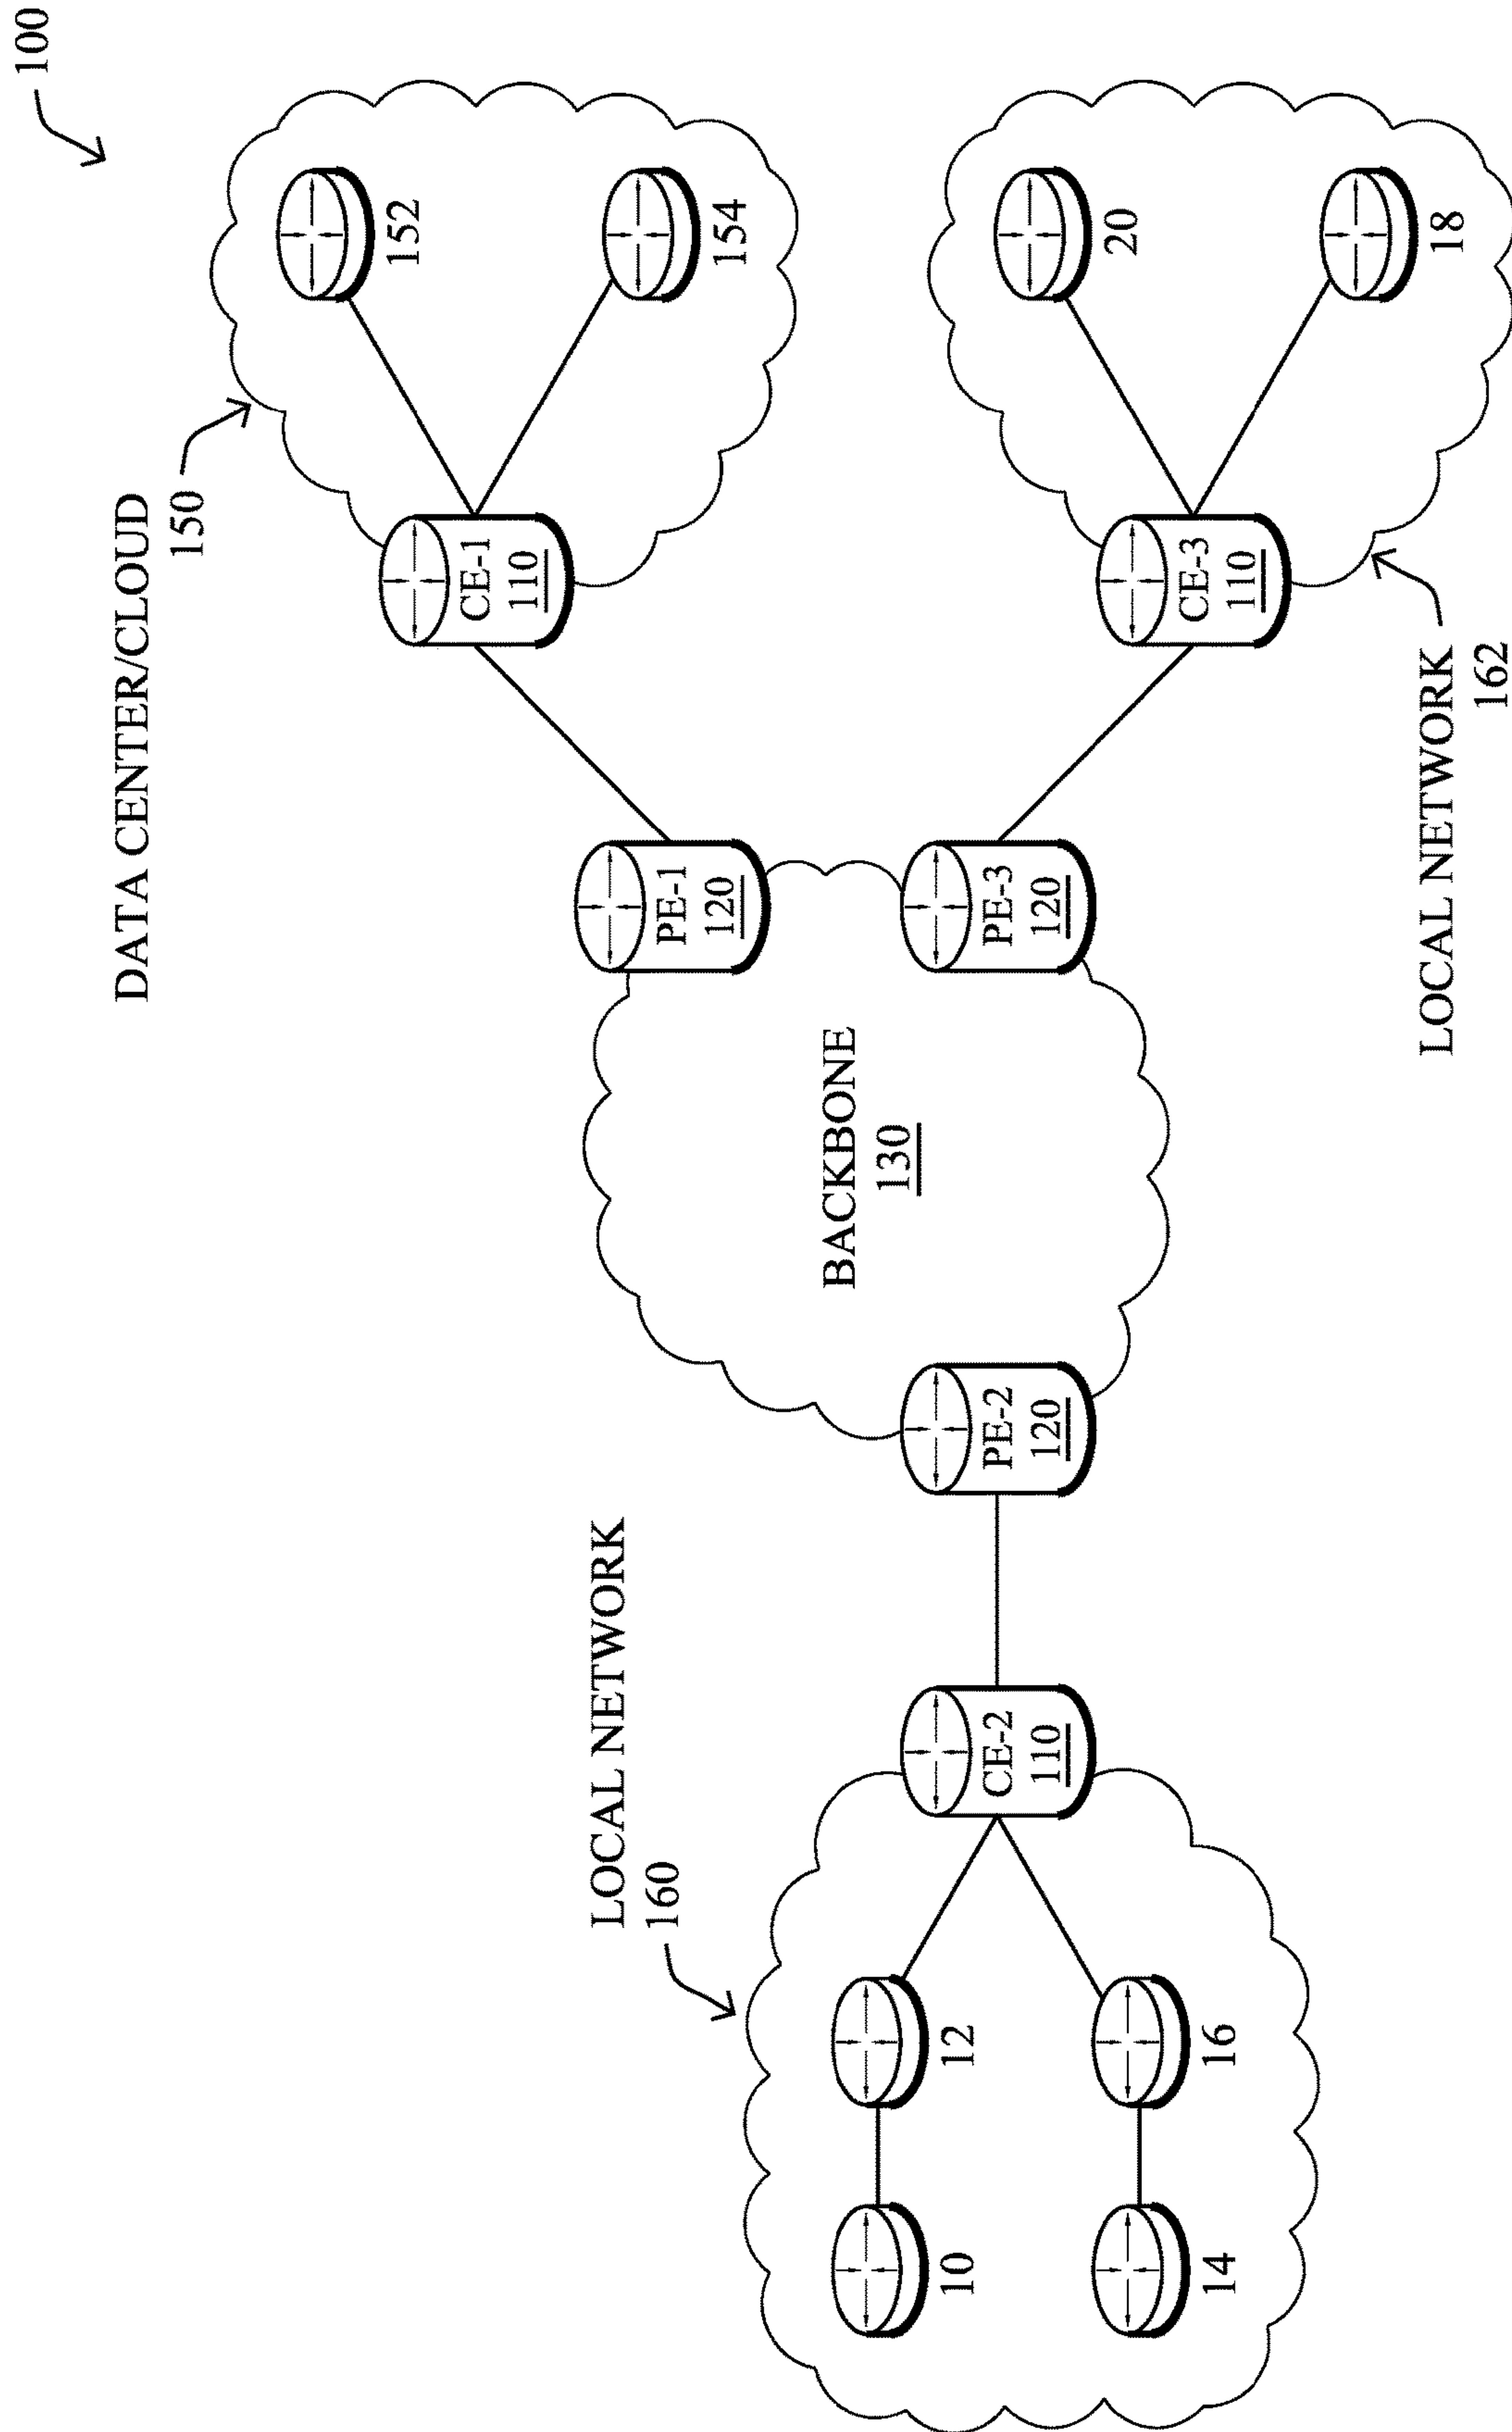 100
DATA CENTER/CLOUD
150
152
154
CE-1
110
PE-1
120
BACKBONE
130
PE-3
120
CE-3
110
20
18
LOCAL NETWORK
162
PE-2
120
LOCAL NETWORK
160
CE-2
110
12
10
16
14